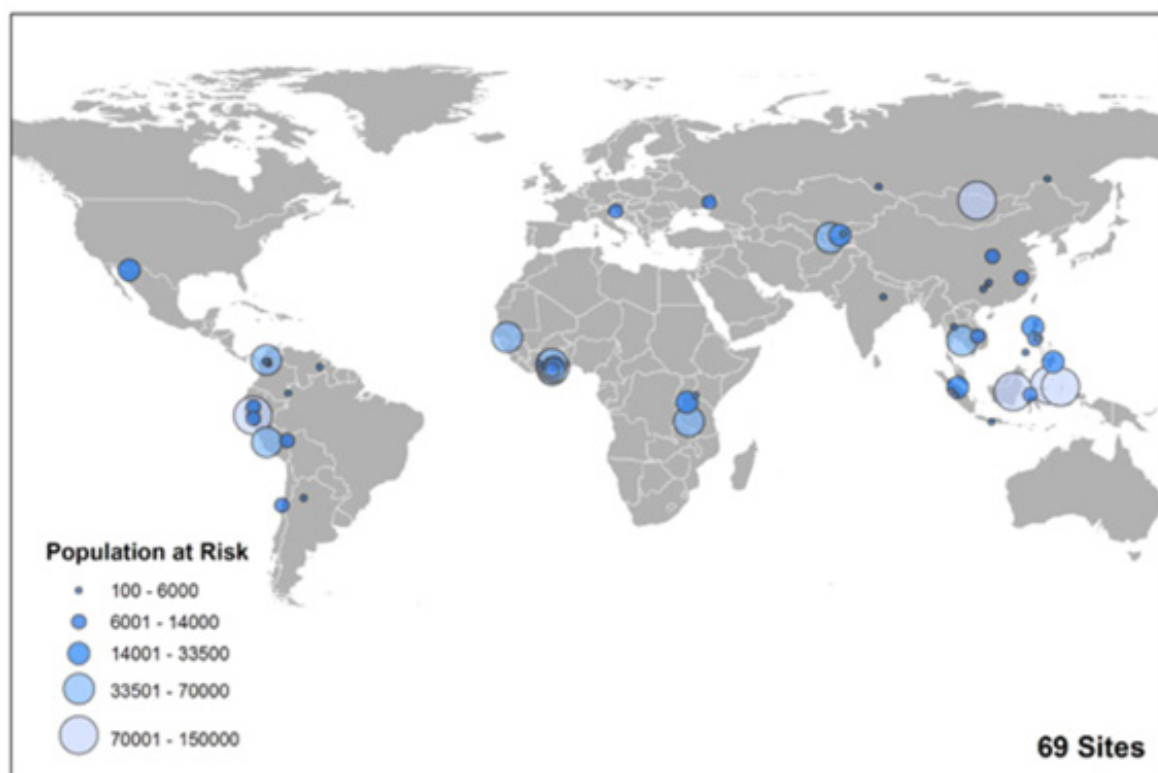 Population at Risk
100 - 6000
6001 - 14000
14001 - 33500
33501 - 70000
70001 - 150000
69 Sites